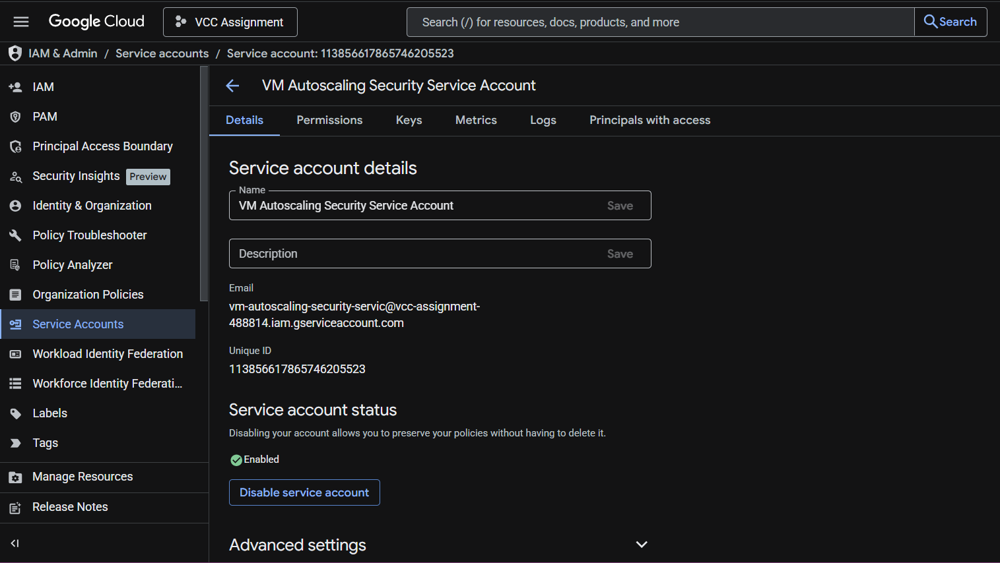 Google Cloud
VCC Assignment
Search (/) for resources, docs, products, and more
Search
IAM & Admin / Service accounts / Service account: 113856617865746205523
IAM
PAM
Principal Access Boundary
Security Insights Preview
Identity & Organization
Policy Troubleshooter
Policy Analyzer
Organization Policies
Service Accounts
Workload Identity Federation
Workforce Identity Federati...
Labels
Tags
Manage Resources
Release Notes
VM Autoscaling Security Service Account
Details Permissions Keys Metrics Logs Principals with access
Service account details
Name
VM Autoscaling Security Service Account Save
Description Save
Email
vm-autoscaling-security-servic@vcc-assignment-
488814.iam.gserviceaccount.com
Unique ID
113856617865746205523
Service account status
Disabling your account allows you to preserve your policies without having to delete it.
Enabled
Disable service account
Advanced settings